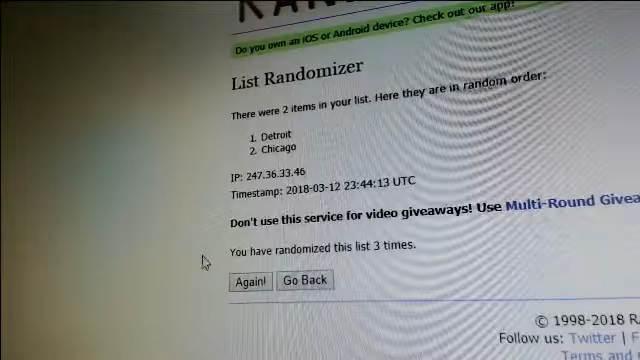 Do you own an iOS or Android device? Check out our app!
List Randomizer
There were 2 items in your list. Here they are in random order:
1. Detroit
2. Chicago
IP: 247.36.33.46
Timestamp: 2018-03-12 23:44:13 UTC
Don't use this service for video giveaways! Use Multi-Round Givea
You have randomized this list 3 times.
Again! Go Back
© 1998-2018 R
Follow us: Twitter | F
Terms and